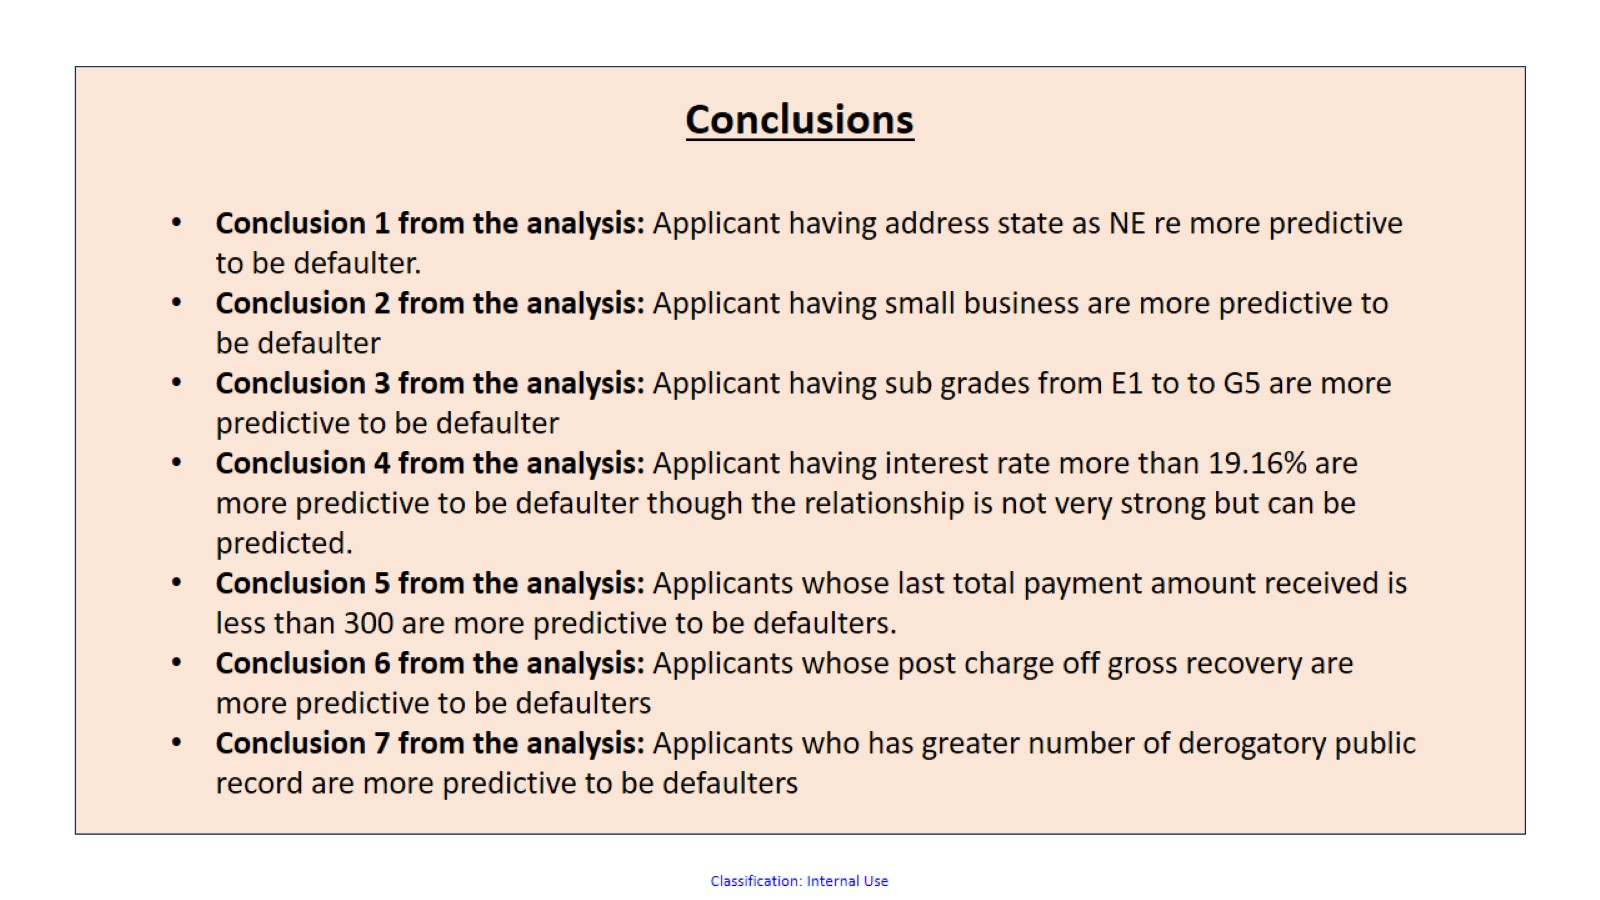 Conclusions
• Conclusion 1 from the analysis: Applicant having address state as NE re more predictive
to be defaulter.
• Conclusion 2 from the analysis: Applicant having small business are more predictive to
be defaulter
• Conclusion 3 from the analysis: Applicant having sub grades from E1 to to G5 are more
predictive to be defaulter
• Conclusion 4 from the analysis: Applicant having interest rate more than 19.16% are
more predictive to be defaulter though the relationship is not very strong but can be
predicted.
• Conclusion 5 from the analysis: Applicants whose last total payment amount received is
less than 300 are more predictive to be defaulters.
• Conclusion 6 from the analysis: Applicants whose post charge off gross recovery are
more predictive to be defaulters
• Conclusion 7 from the analysis: Applicants who has greater number of derogatory public
record are more predictive to be defaulters
Classification: Internal Use